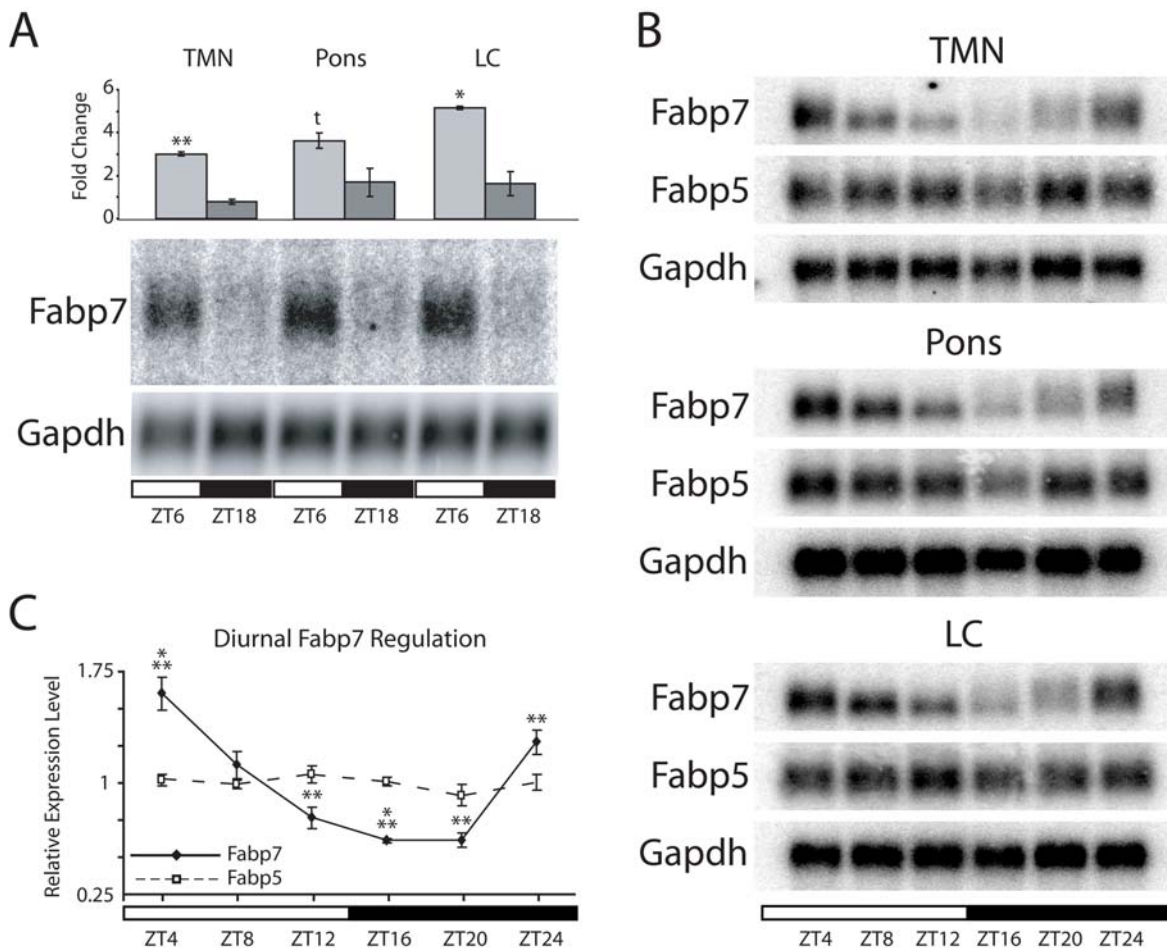 A
TMN Pons LC
Fold Change
6
4
2
0
**
t
*
Fabp7
Gapdh
ZT6 ZT18 ZT6 ZT18 ZT6 ZT18
B
TMN
Fabp7
Fabp5
Gapdh
Pons
Fabp7
Fabp5
Gapdh
LC
Fabp7
Fabp5
Gapdh
ZT4 ZT8 ZT12 ZT16 ZT20 ZT24
C
Diurnal Fabp7 Regulation
Relative Expression Level
1.75
1
0.25
*
**
**
*
**
**
**
Fabp7
Fabp5
ZT4 ZT8 ZT12 ZT16 ZT20 ZT24